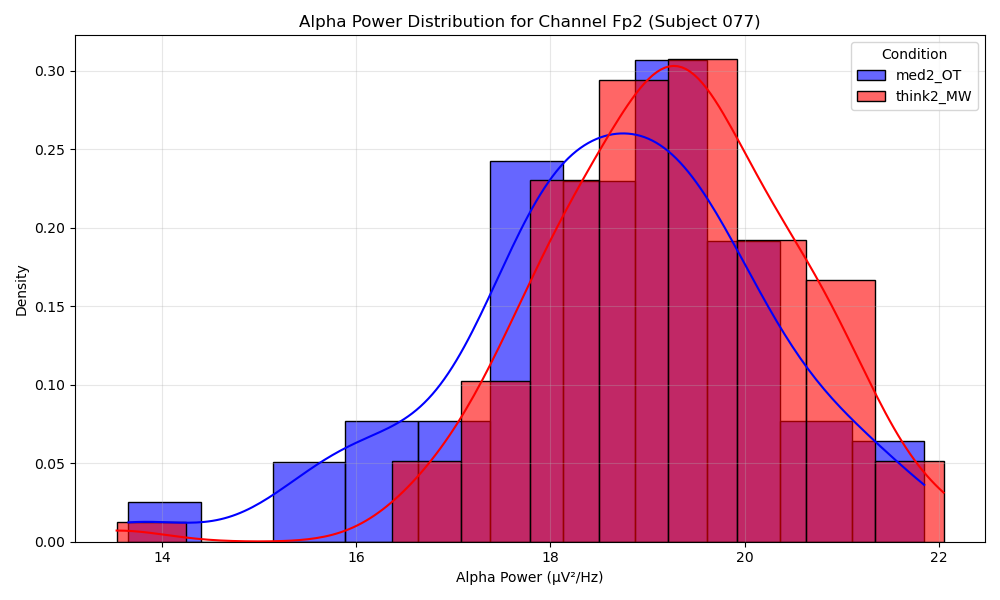 Alpha Power Distribution for Channel Fp2 (Subject 077)
Condition
med2_OT
think2_MW
Density
0.30
0.25
0.20
0.15
0.10
0.05
0.00
14 16 18 20 22
Alpha Power (μV²/Hz)